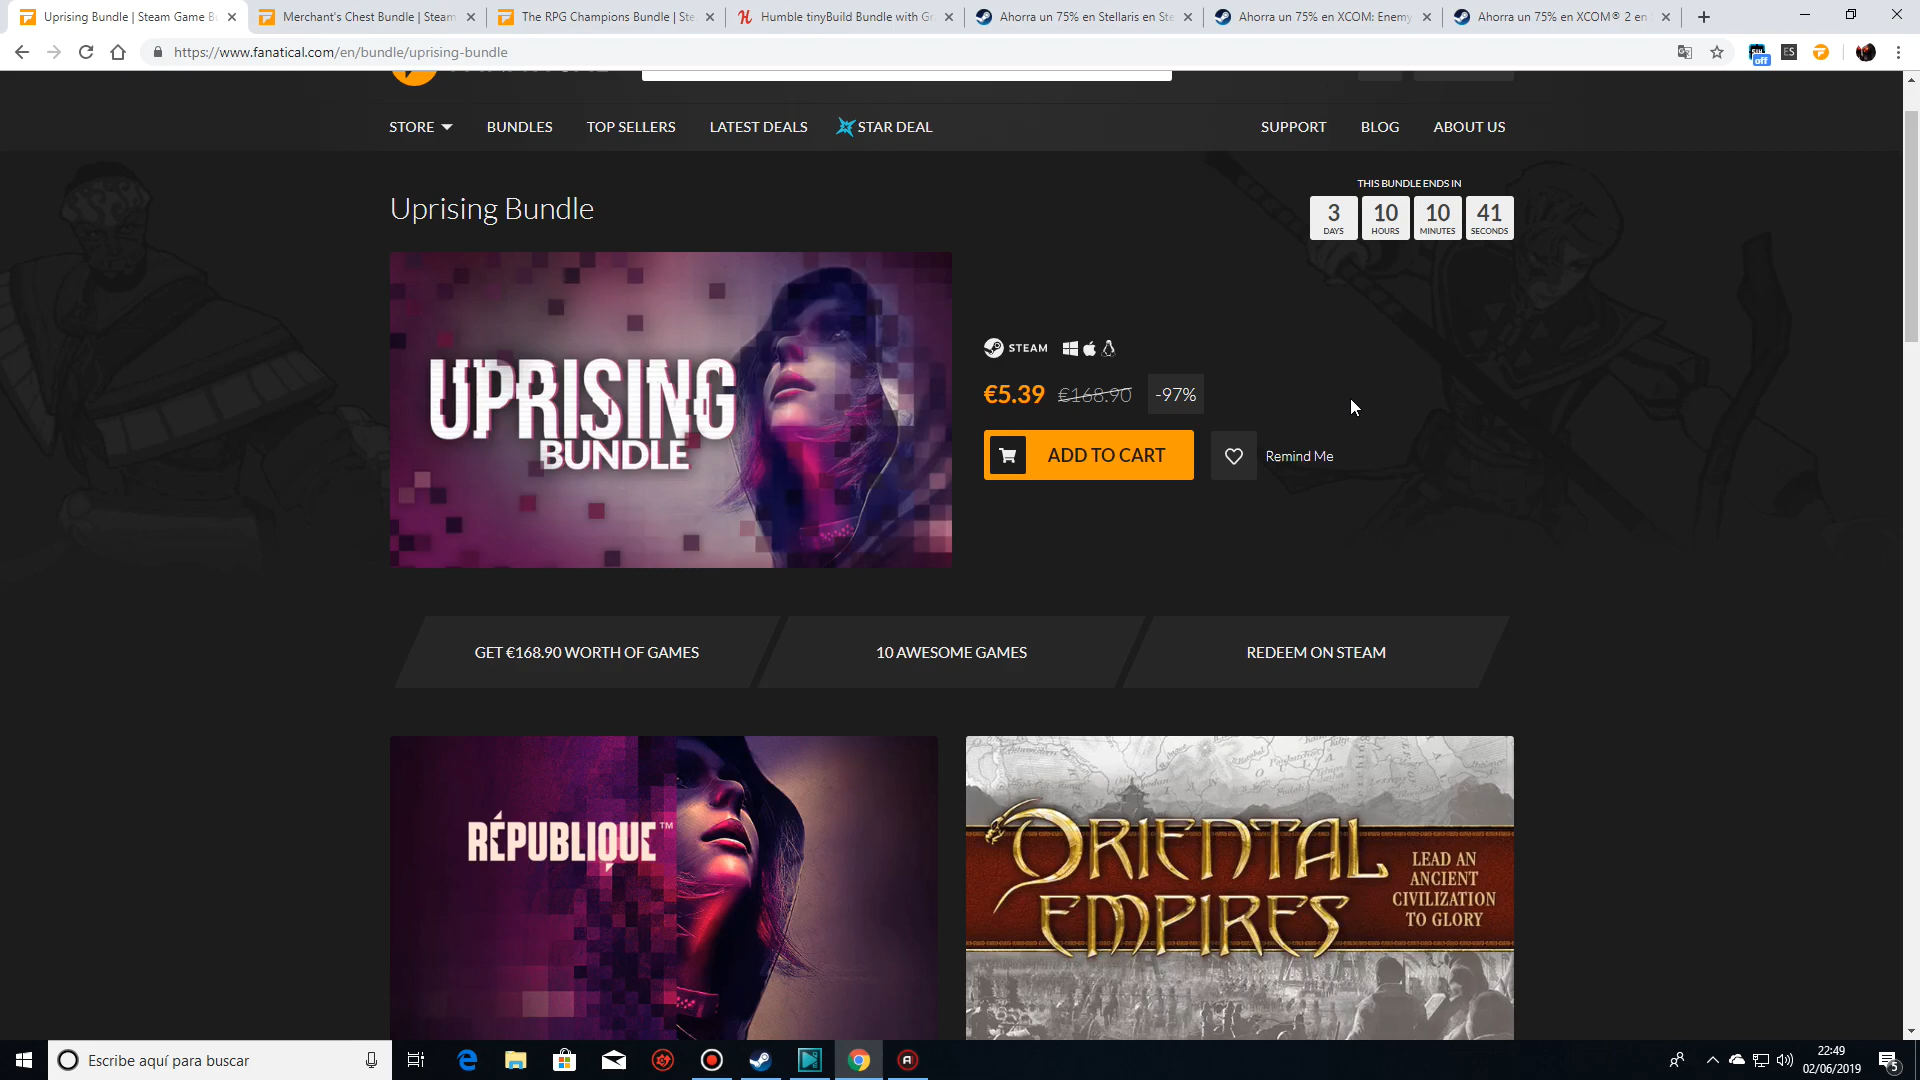 Uprising Bundle | Steam Game Bu
Merchant's Chest Bundle | Steam
The RPG Champions Bundle | Ste
Humble tinyBuild Bundle with Gr
Ahorra un 75% en Stellaris en Ste
Ahorra un 75% en XCOM: Enemy
Ahorra un 75% en XCOM® 2 en
https://www.fanatical.com/en/bundle/uprising-bundle
off
ES
STORE
BUNDLES
TOP SELLERS
LATEST DEALS
STAR DEAL
SUPPORT
BLOG
ABOUT US
Uprising Bundle
THIS BUNDLE ENDS IN
3
DAYS
10
HOURS
10
MINUTES
41
SECONDS
UPRISING
BUNDLE
STEAM
€5.39 €168.90 -97%
ADD TO CART
Remind Me
GET €168.90 WORTH OF GAMES
10 AWESOME GAMES
REDEEM ON STEAM
RÉPUBLIQUE™
ORIENTAL
EMPIRES
LEAD AN
ANCIENT
CIVILIZATION
TO GLORY
Escribe aquí para buscar
22:49
02/06/2019
5